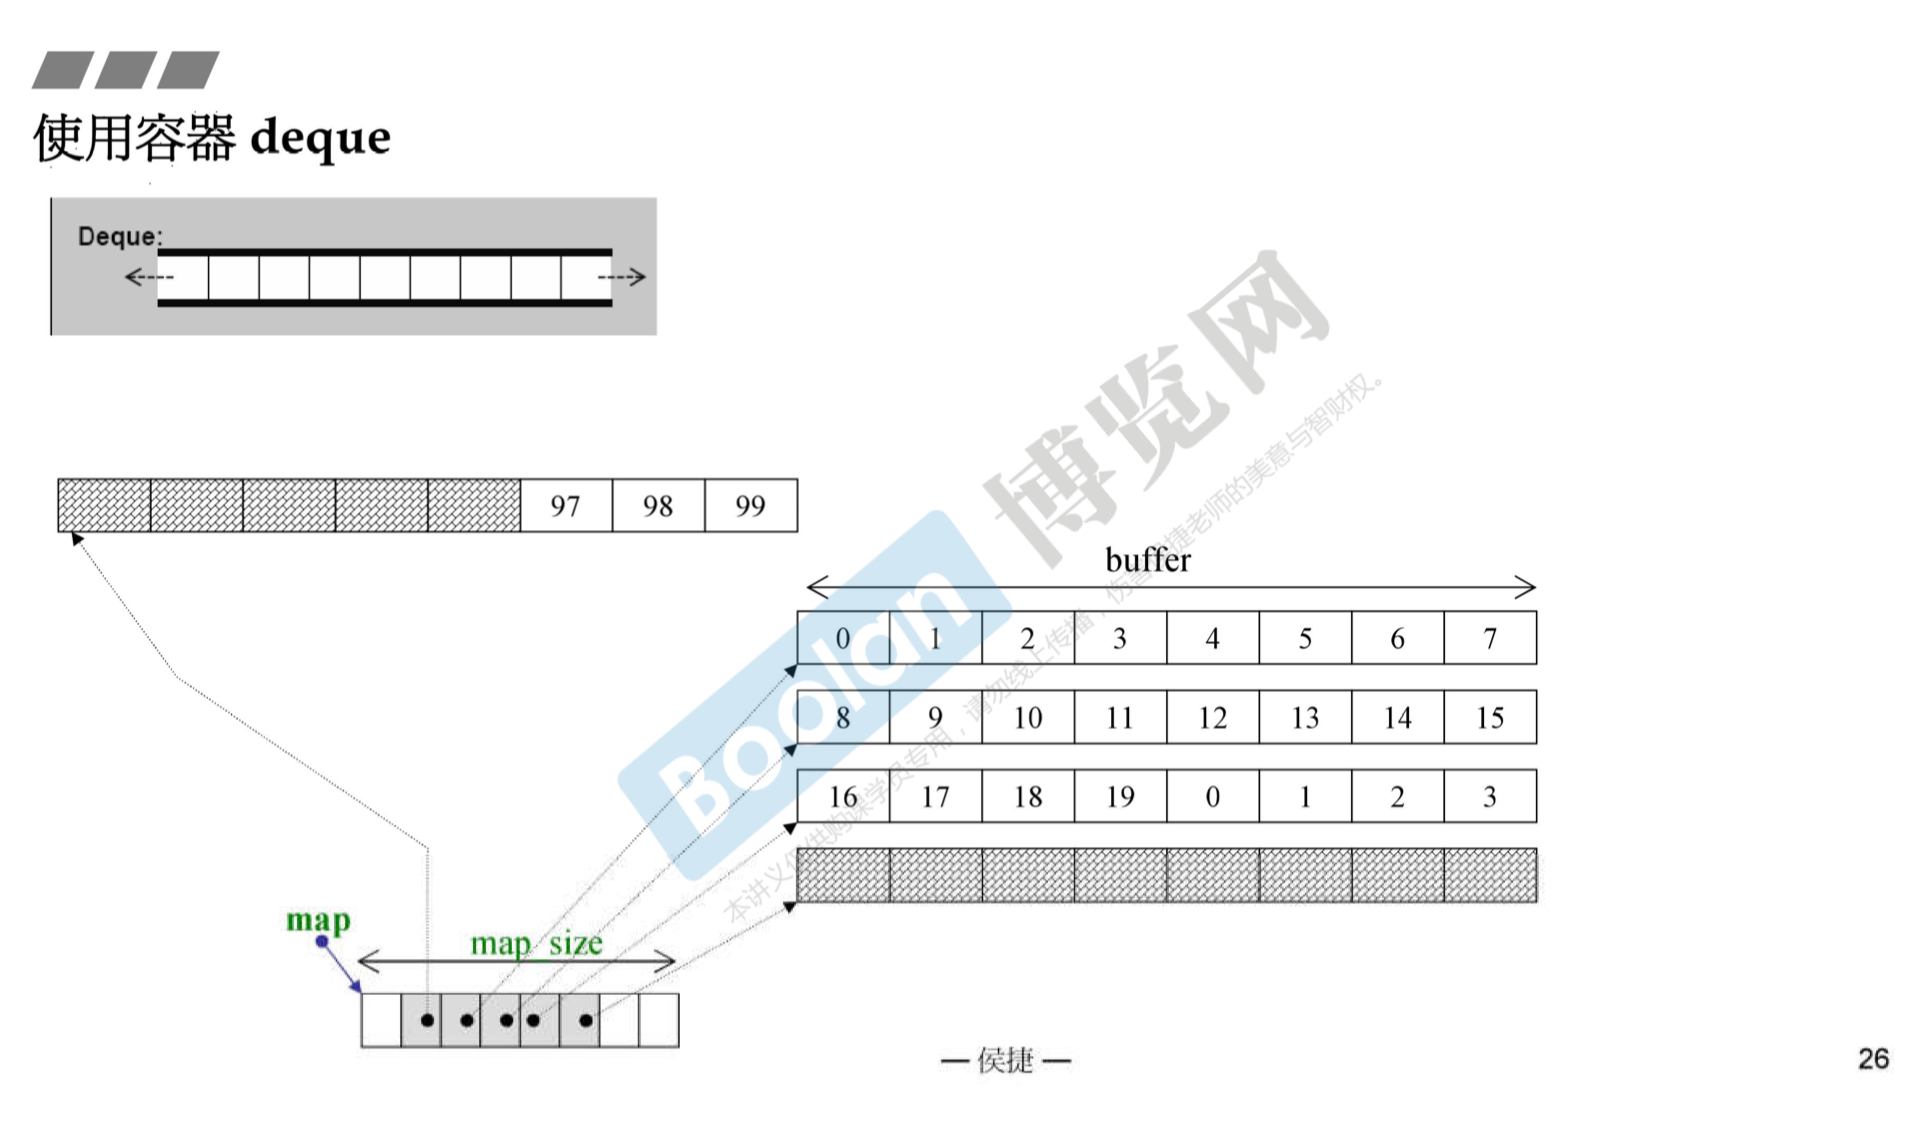 使用容器 deque
Deque:
97 98 99
buffer
0 1 2 3 4 5 6 7
8 9 10 11 12 13 14 15
16 17 18 19 0 1 2 3
map
map_size
Boolan
博览网
本讲义仅供购课学员专用，请勿线上传播，伤害侯捷老师的美意与智财权。
— 侯捷 —
26